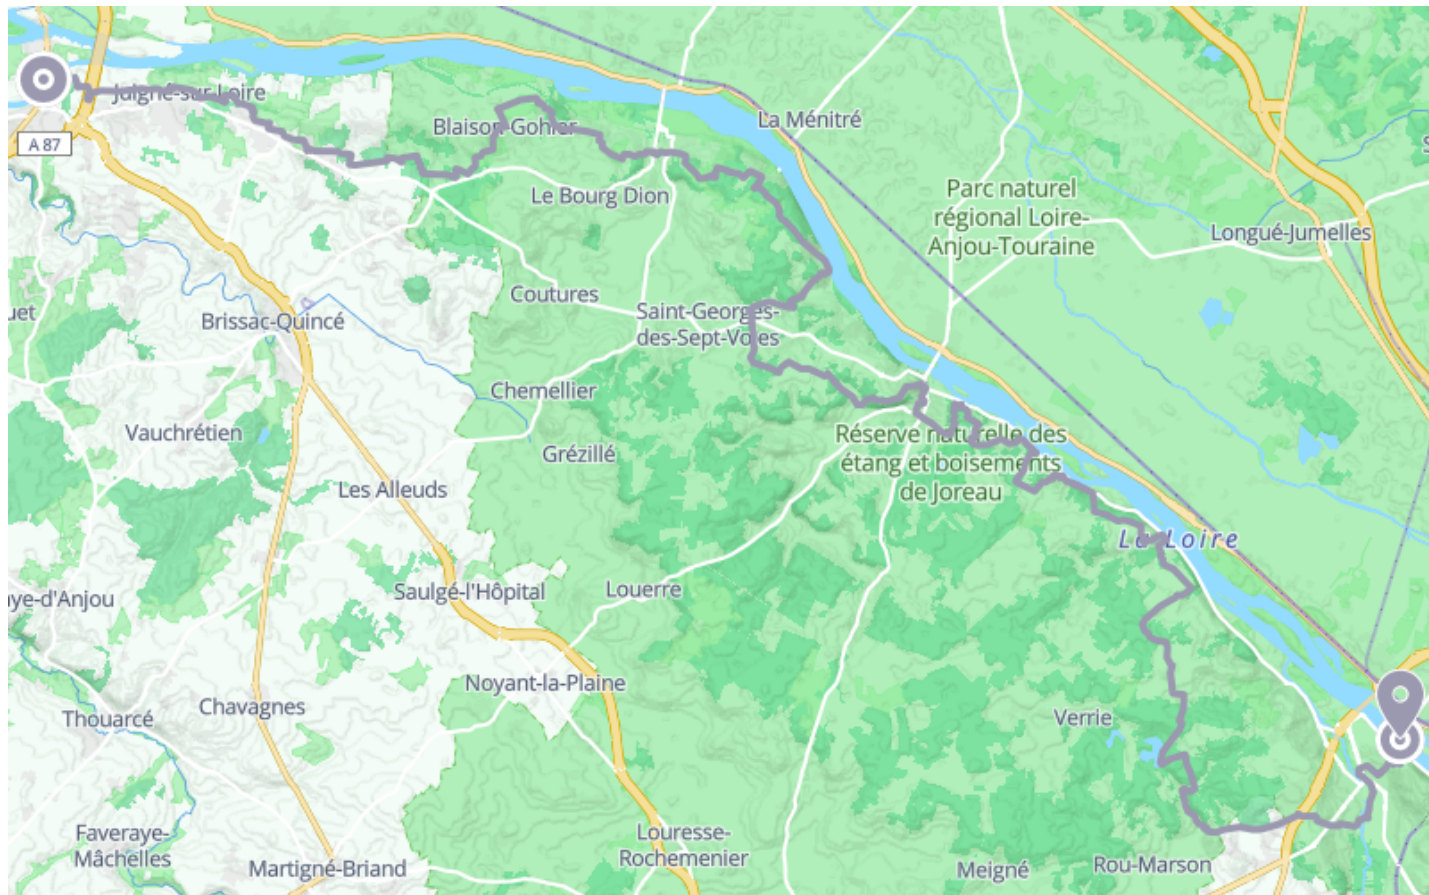 Juigné-sur-Loire
A 87
Blaison-Gohier
La Ménitré
Le Bourg Dion
Parc naturel
régional Loire-
Anjou-Touraine
Longué-Jumelles
Coutures
Saint-Georges-
des-Sept-Voies
uet
Brissac-Quincé
Chemellier
Vauchrétien
Grézillé
Réserve naturelle des
étang et boisements
de Joreau
Les Alleuds
La Loire
Saulgé-l'Hôpital
Louerre
ye-d'Anjou
Noyant-la-Plaine
Chavagnes
Thouarcé
Verrie
Faveraye-
Mâchelles
Martigné-Briand
Louresse-
Rochemenier
Meigné
Rou-Marson